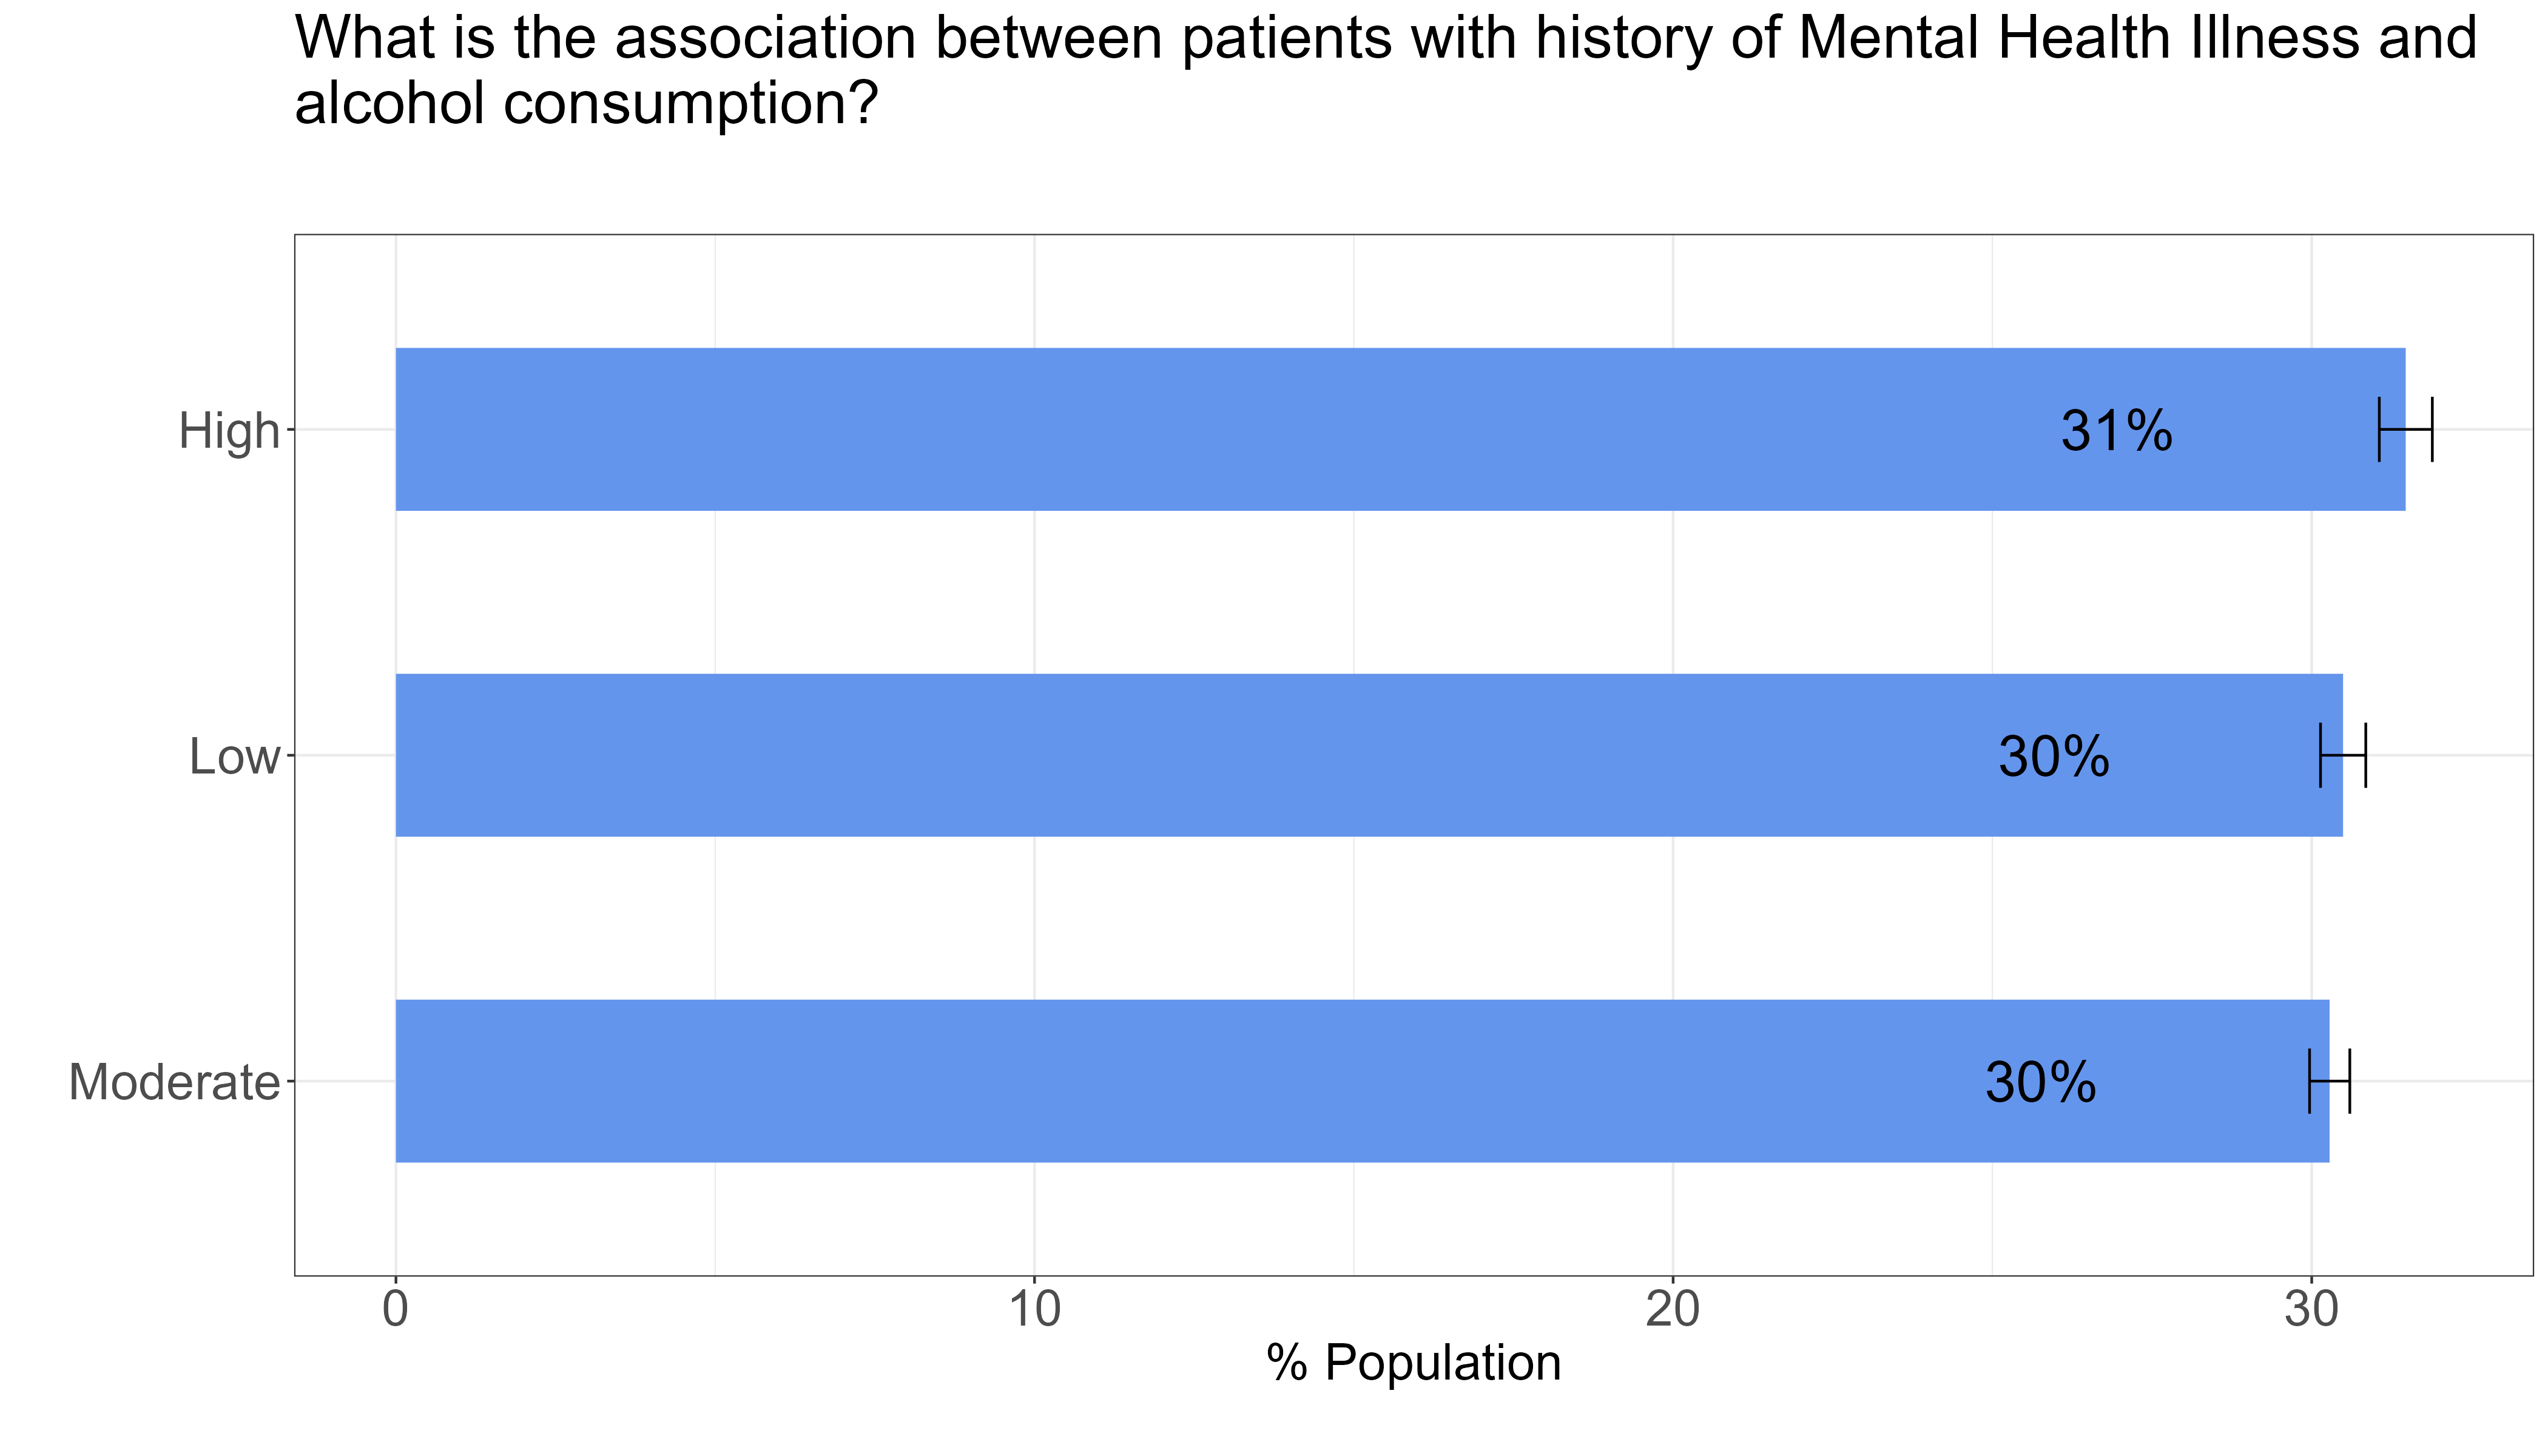 What is the association between patients with history of Mental Health Illness and
alcohol consumption?
High
31%
Low
30%
Moderate
30%
0 10 20 30
% Population